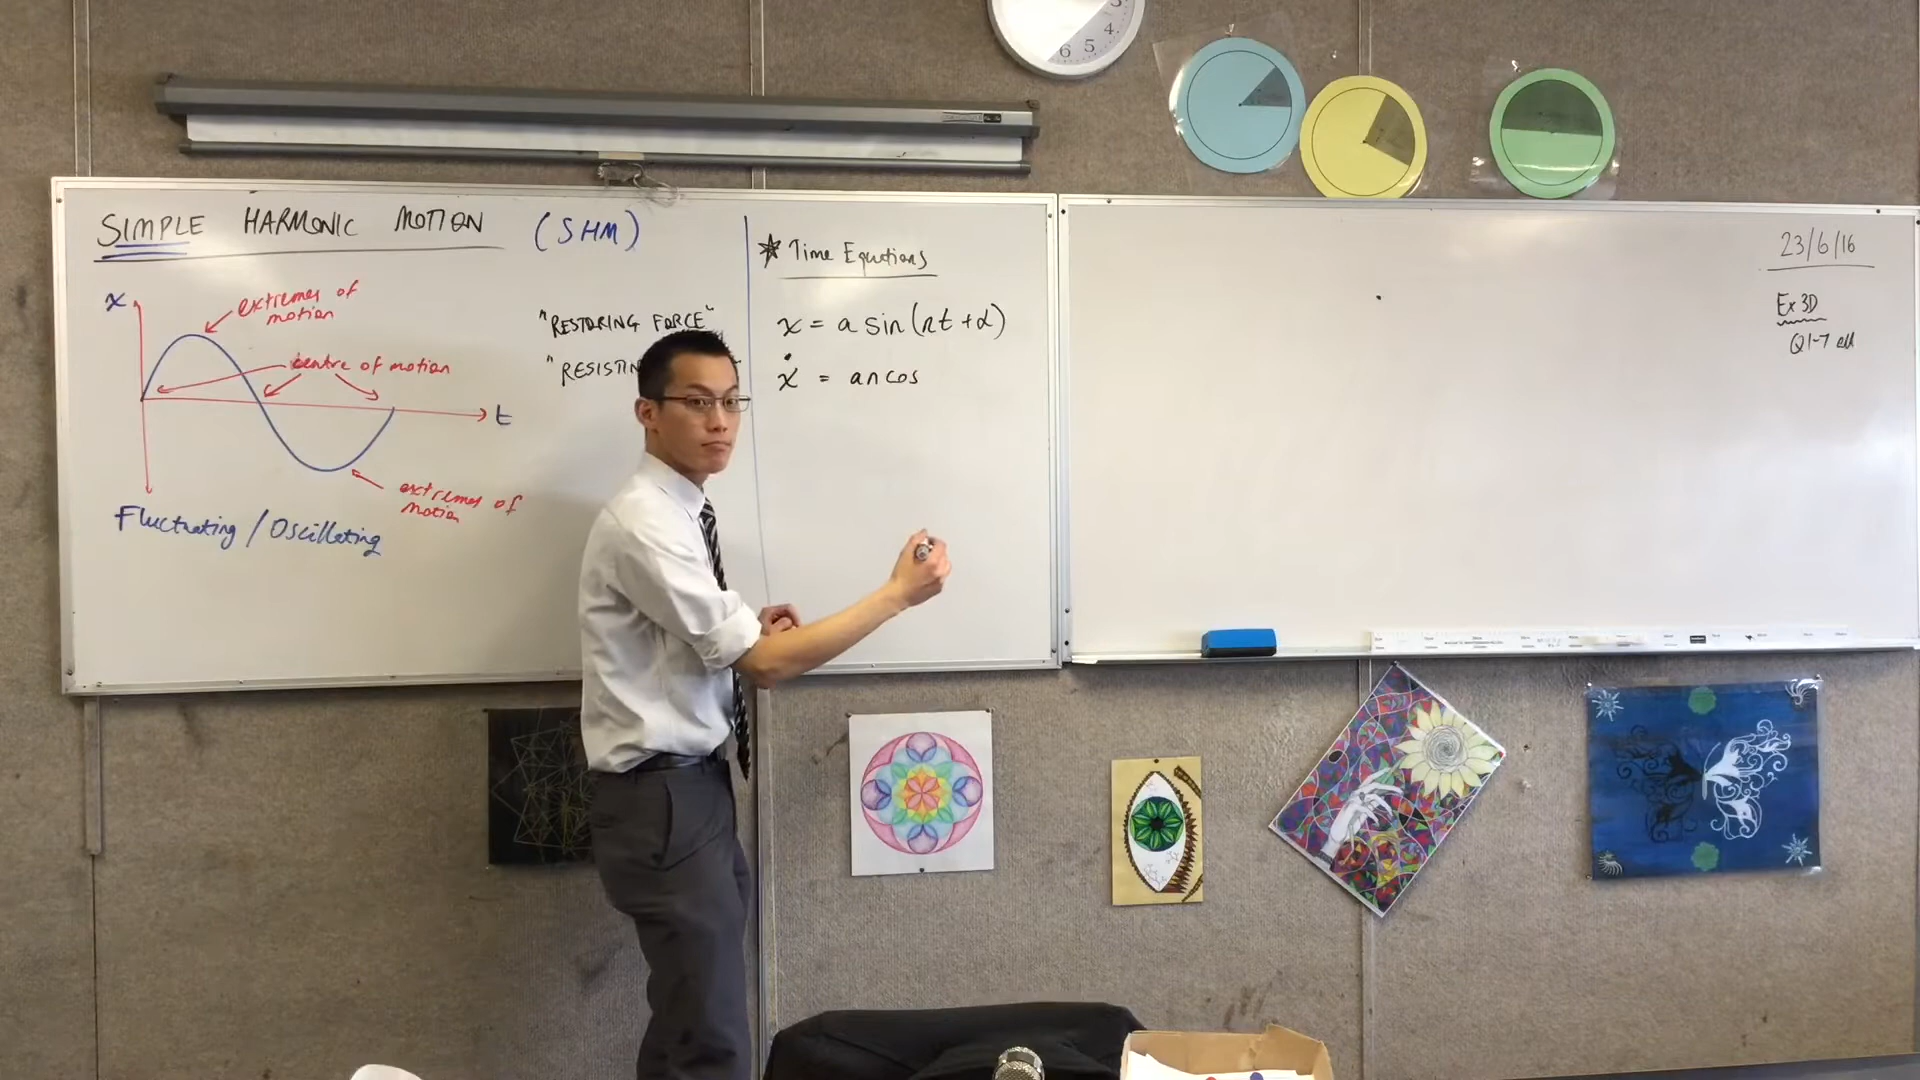 SIMPLE HARMONIC MOTION (SHM)
x
extremes of
motion
centre of motion
t
extremes of
motion
Fluctuating / Oscillating
"RESTORING FORCE"
"RESISTIN
* Time Equations
x = a sin(nt + α)
ẋ = an cos
23/6/16
Ex 3D
Q1-7 all
3
4
5
6